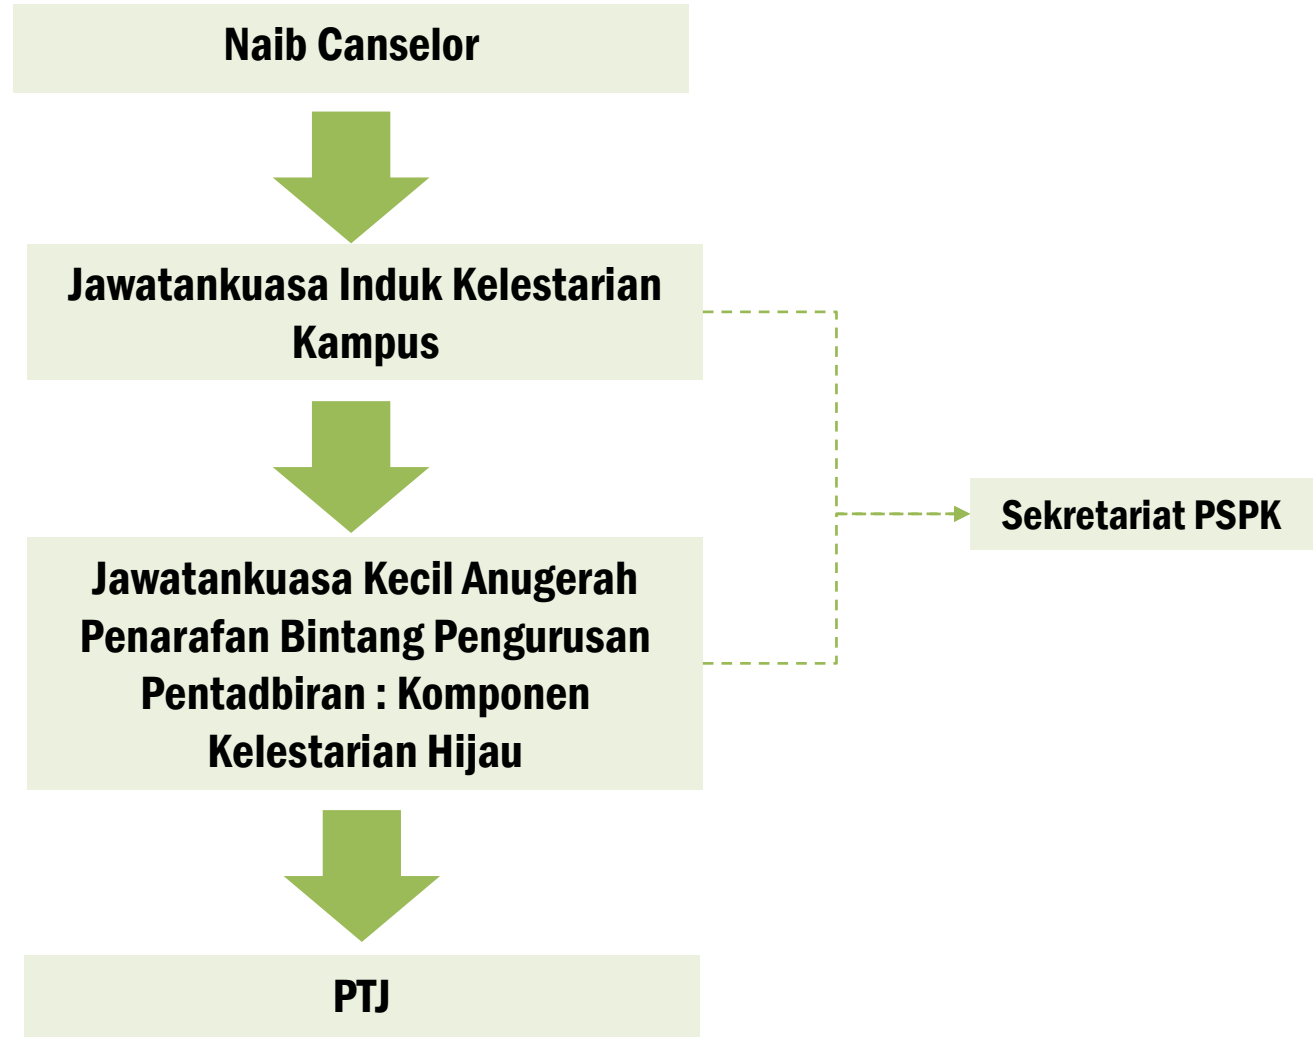 Naib Canselor
Jawatankuasa Induk Kelestarian
Kampus
Sekretariat PSPK
Jawatankuasa Kecil Anugerah
Penarafan Bintang Pengurusan
Pentadbiran : Komponen
Kelestarian Hijau
PTJ